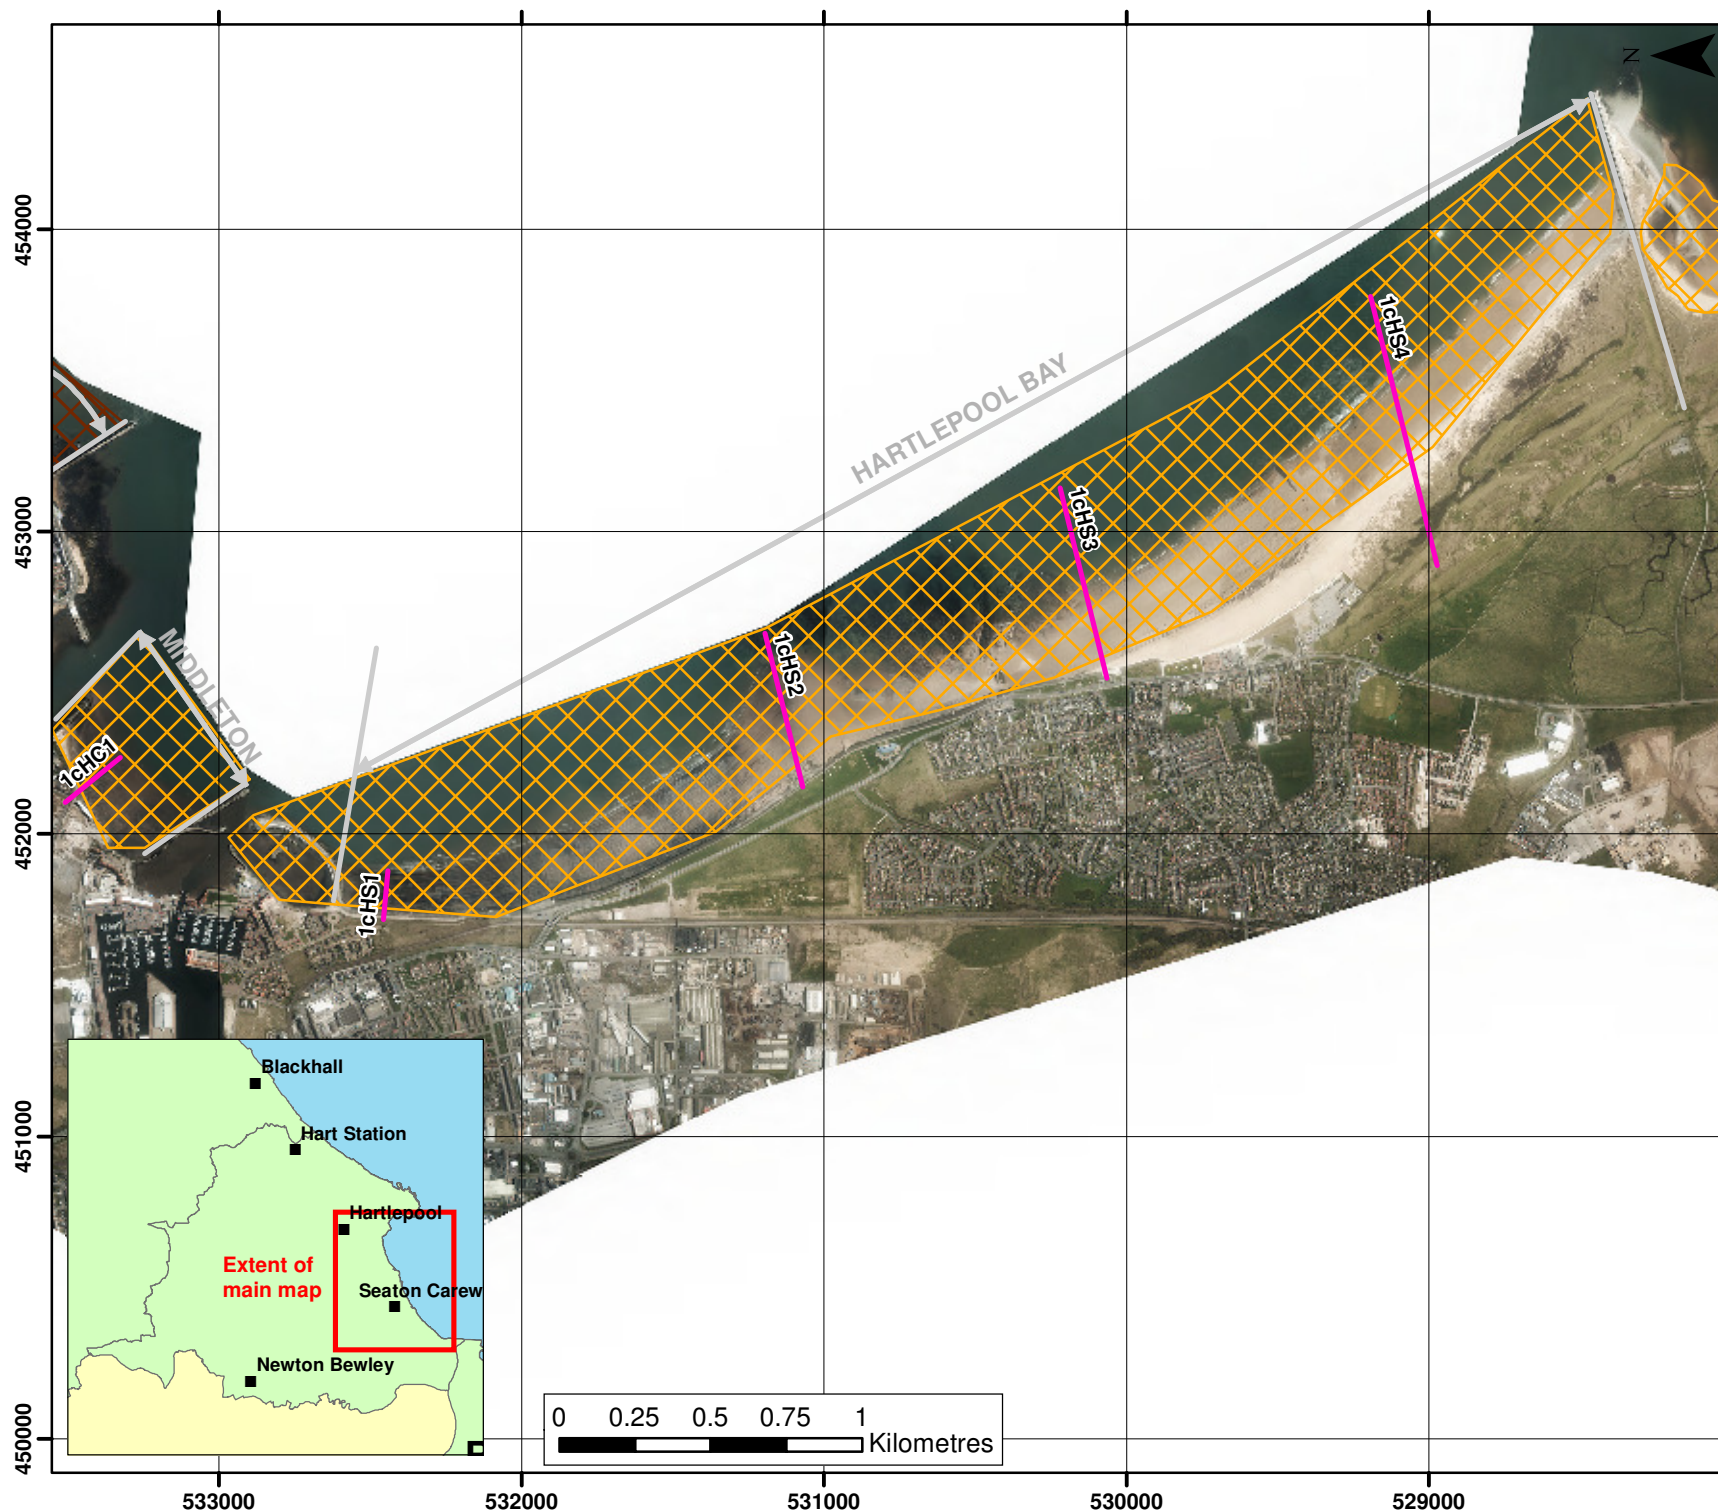 N
454000
453000
452000
451000
450000
HARTLEPOOL BAY
MIDDLETON
1cHC1
1cHS1
1cHS2
1cHS3
1cHS4
Blackhall
Hart Station
Hartlepool
Extent of
main map
Seaton Carew
Newton Bewley
0 0.25 0.5 0.75 1
Kilometres
533000 532000 531000 530000 529000